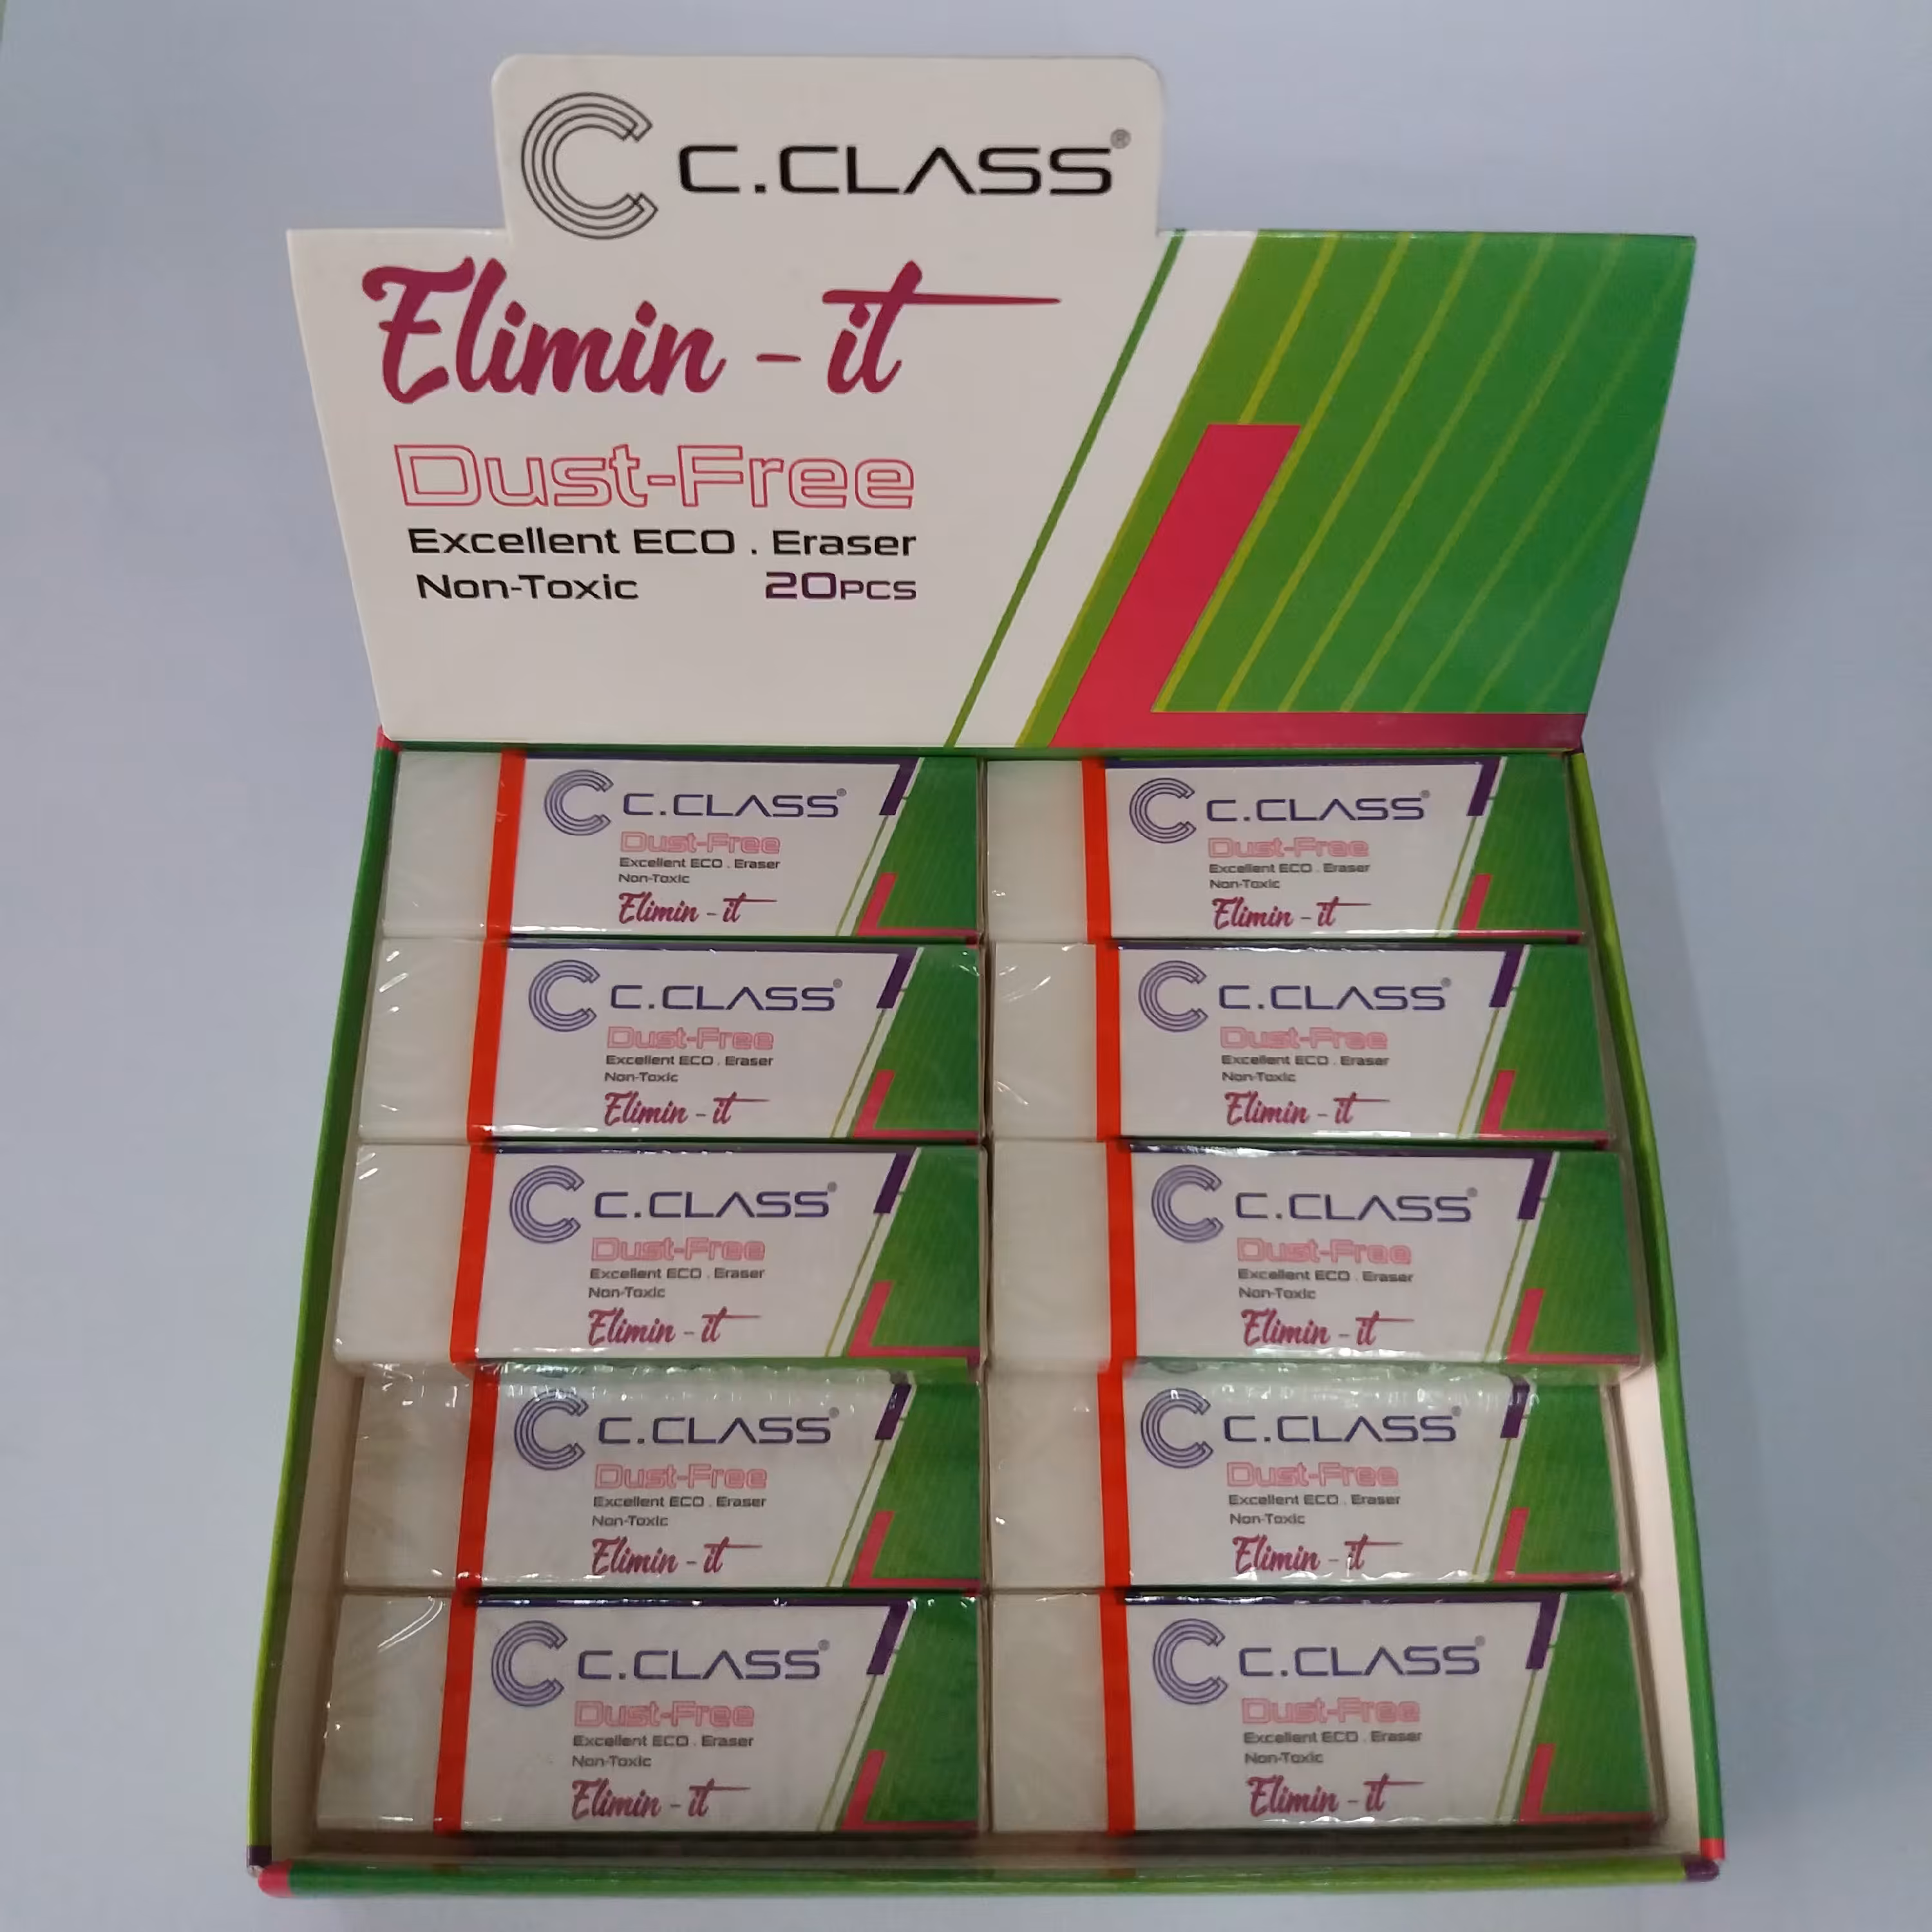 C.CLASS®
Elimin - it
Dust-Free
Excellent ECO . Eraser
Non-Toxic 20PCS
C.CLASS®
Dust-Free
Excellent ECO . Eraser
Non-Toxic
Elimin - it
C.CLASS®
Dust-Free
Excellent ECO . Eraser
Non-Toxic
Elimin - it
C.CLASS®
Dust-Free
Excellent ECO . Eraser
Non-Toxic
Elimin - it
C.CLASS®
Dust-Free
Excellent ECO . Eraser
Non-Toxic
Elimin - it
C.CLASS®
Dust-Free
Excellent ECO . Eraser
Non-Toxic
Elimin - it
C.CLASS®
Dust-Free
Excellent ECO . Eraser
Non-Toxic
Elimin - it
C.CLASS®
Dust-Free
Excellent ECO . Eraser
Non-Toxic
Elimin - it
C.CLASS®
Dust-Free
Excellent ECO . Eraser
Non-Toxic
Elimin - it
C.CLASS®
Dust-Free
Excellent ECO . Eraser
Non-Toxic
Elimin - it
C.CLASS®
Dust-Free
Excellent ECO . Eraser
Non-Toxic
Elimin - it